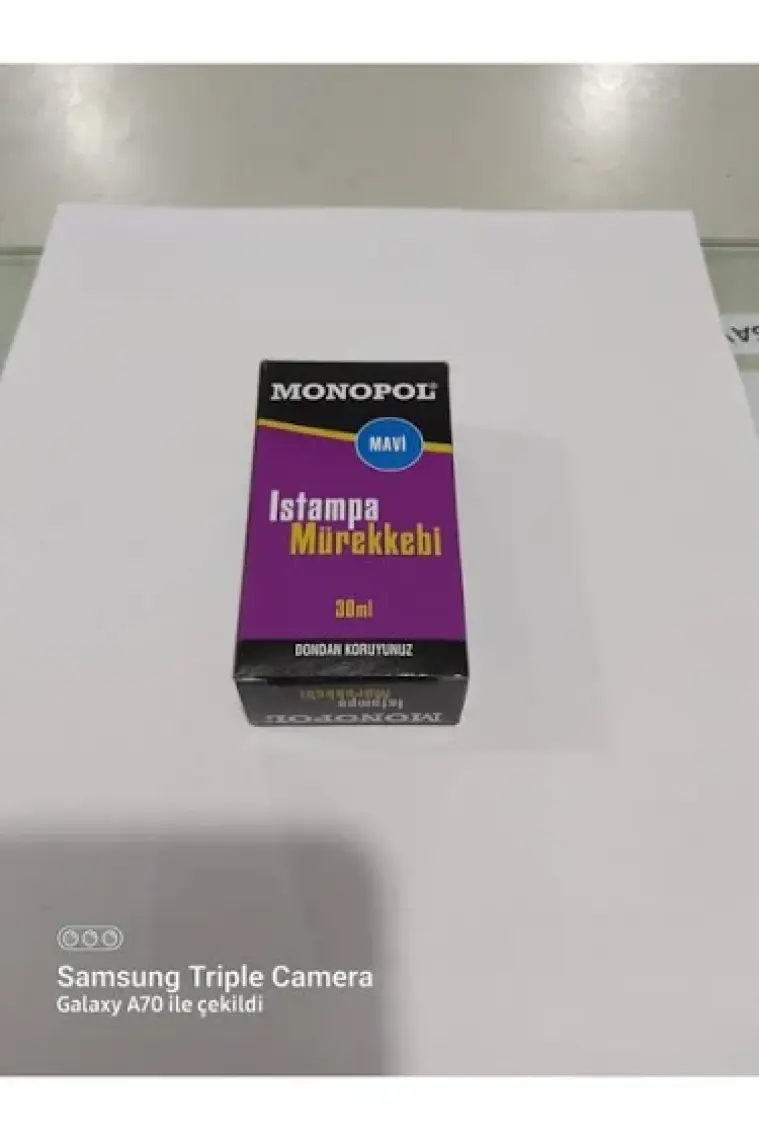 MONOPOL®
MAVİ
Istampa
Mürekkebi
30ml
DONDAN KORUYUNUZ
Istampa
Mürekkebi
MONOPOL
Samsung Triple Camera
Galaxy A70 ile çekildi